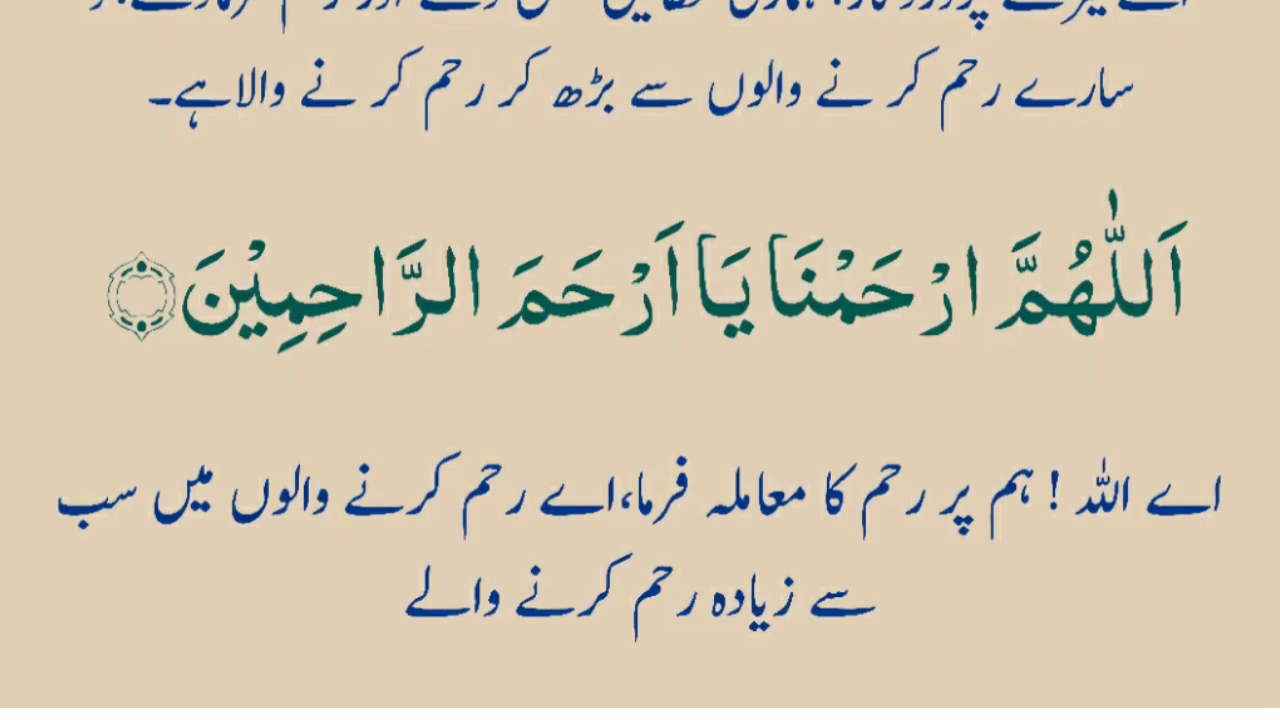 سارے رحم کرنے والوں سے بڑھ کر رحم کرنے والا ہے۔
اَللّٰهُمَّ ارْحَمْنَا يَا اَرْحَمَ الرَّاحِمِيْنَ۝
اے اللہ ! ہم پر رحم کا معاملہ فرما،اے رحم کرنے والوں میں سب
سے زیادہ رحم کرنے والے